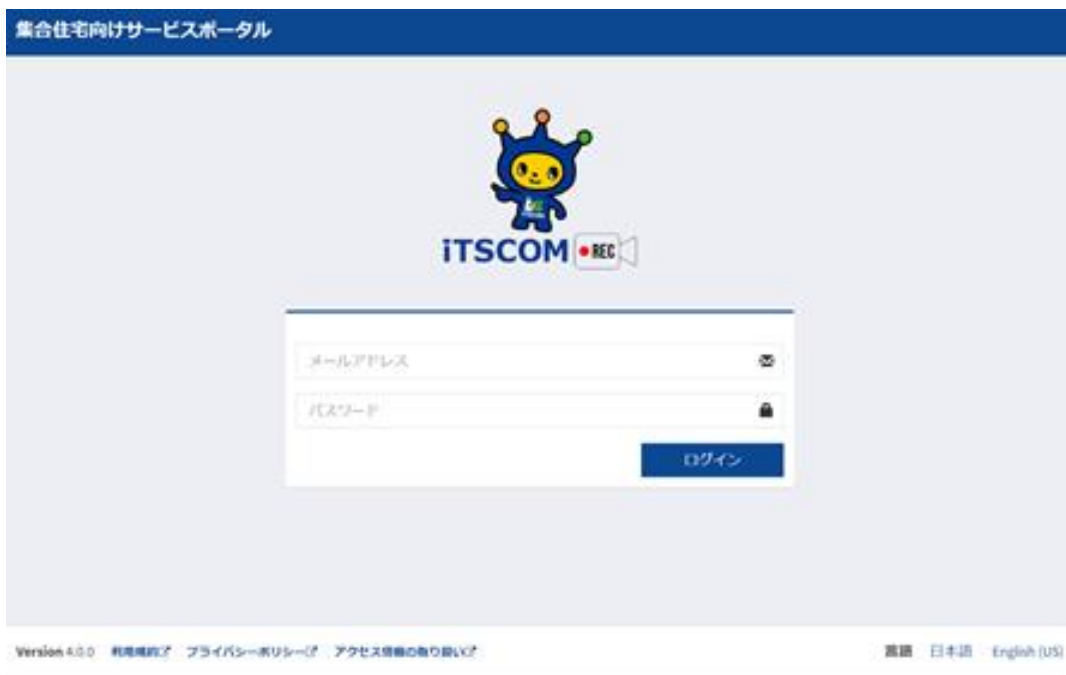 集合住宅向けサービスポータル
iTSCOM REC
メールアドレス
パスワード
ログイン
Version 4.0.0 利用規約 プライバシーポリシー アクセス情報の取り扱い 言語 日本語 English (US)